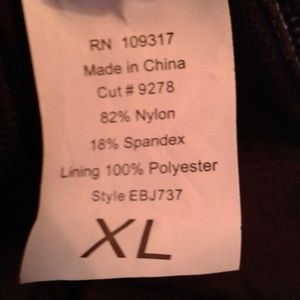 RN 109317
Made in China
Cut # 9278
82% Nylon
18% Spandex
Lining 100% Polyester
Style EBJ737
XL